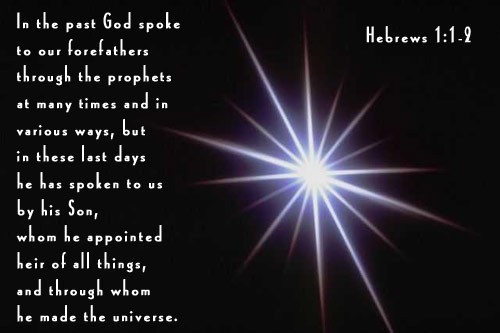 In the past God spoke
to our forefathers
through the prophets
at many times and in
various ways, but
in these last days
he has spoken to us
by his Son,
whom he appointed
heir of all things,
and through whom
he made the universe.
Hebrews 1:1-2